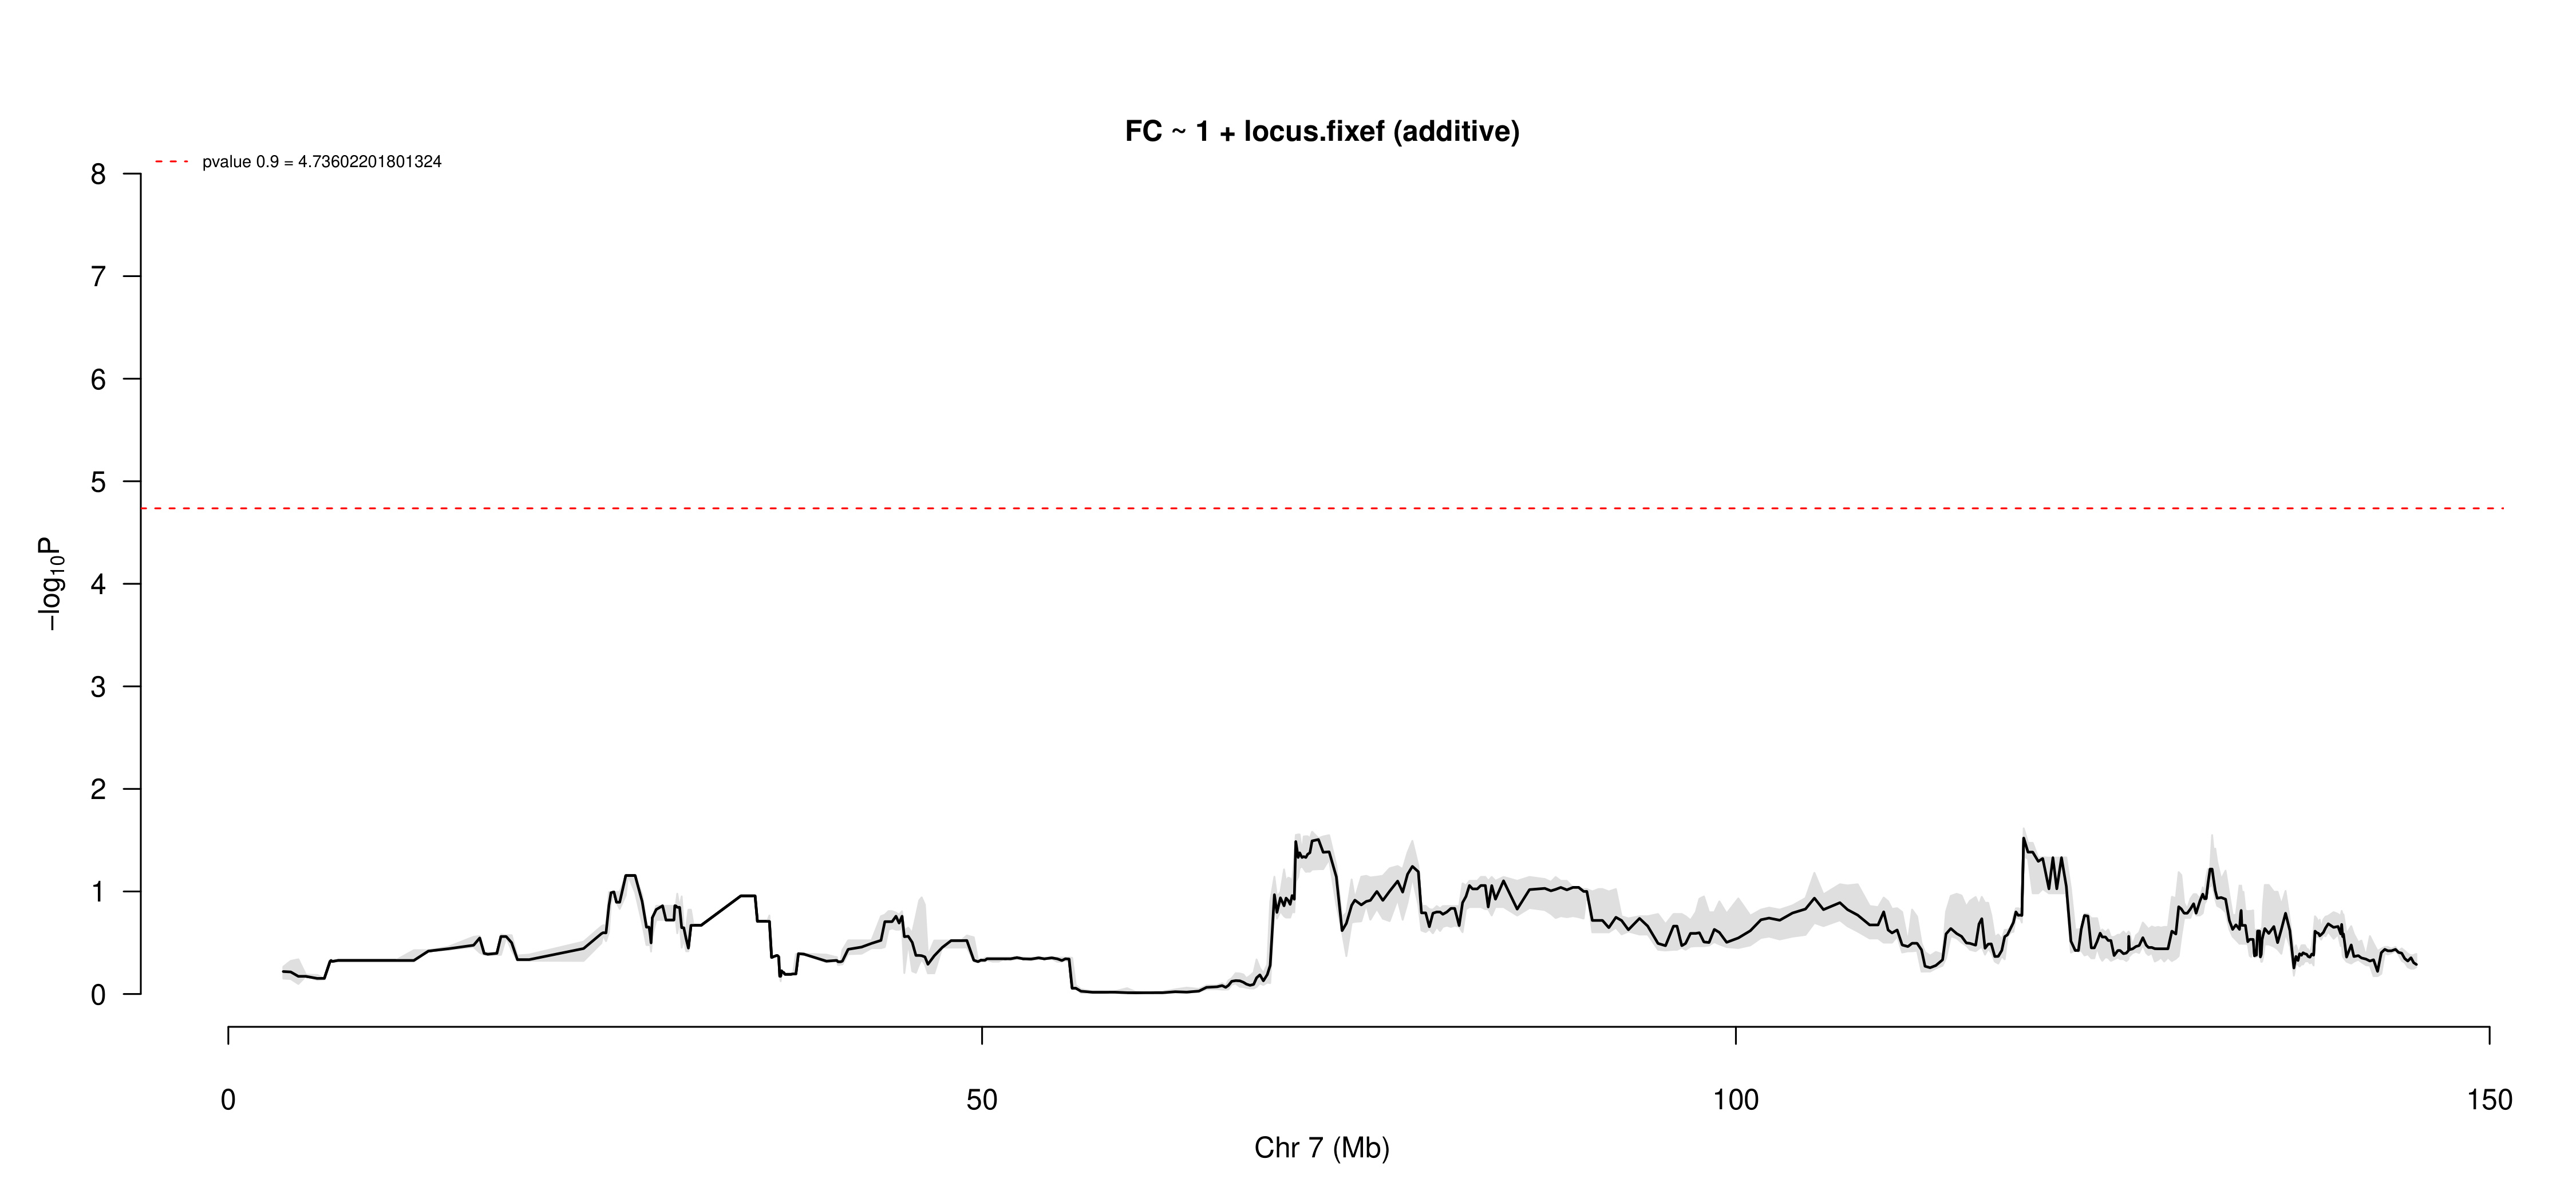 FC ~ 1 + locus.fixef (additive)
pvalue 0.9 = 4.73602201801324
8
7
6
5
4
3
2
1
0
−log10P
0 50 100 150
Chr 7 (Mb)